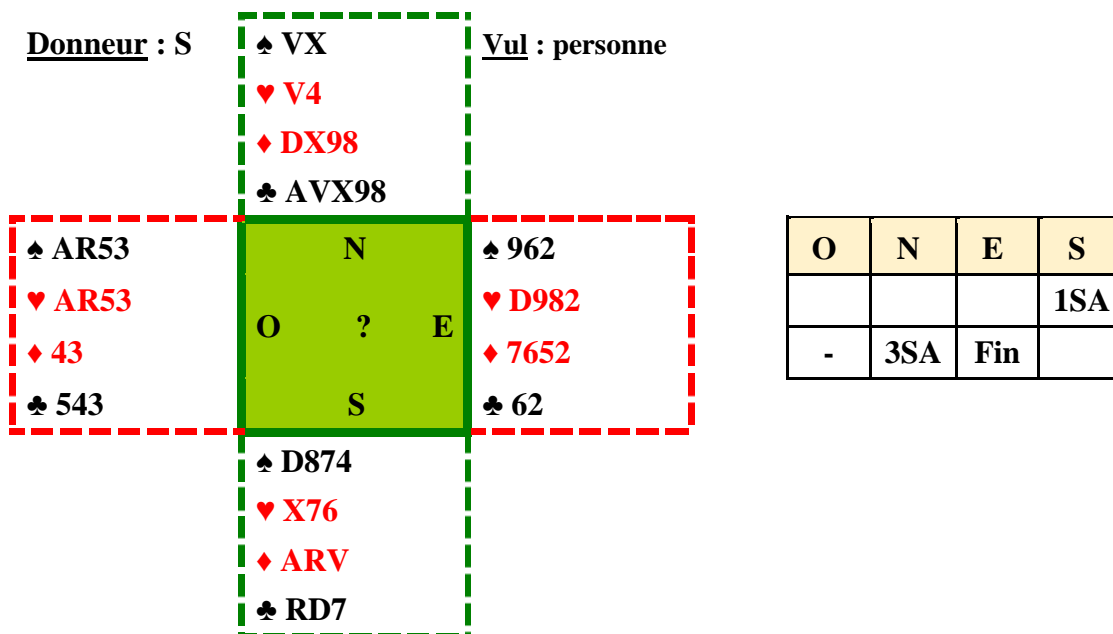 Donneur : S
♠ VX
Vul : personne
♥ V4
♦ DX98
♣ AVX98
♠ AR53
N
♠ 962
♥ AR53
♥ D982
O ? E
♦ 43
♦ 7652
♣ 543
S
♣ 62
O N E S
1SA
- 3SA Fin
♠ D874
♥ X76
♦ ARV
♣ RD7